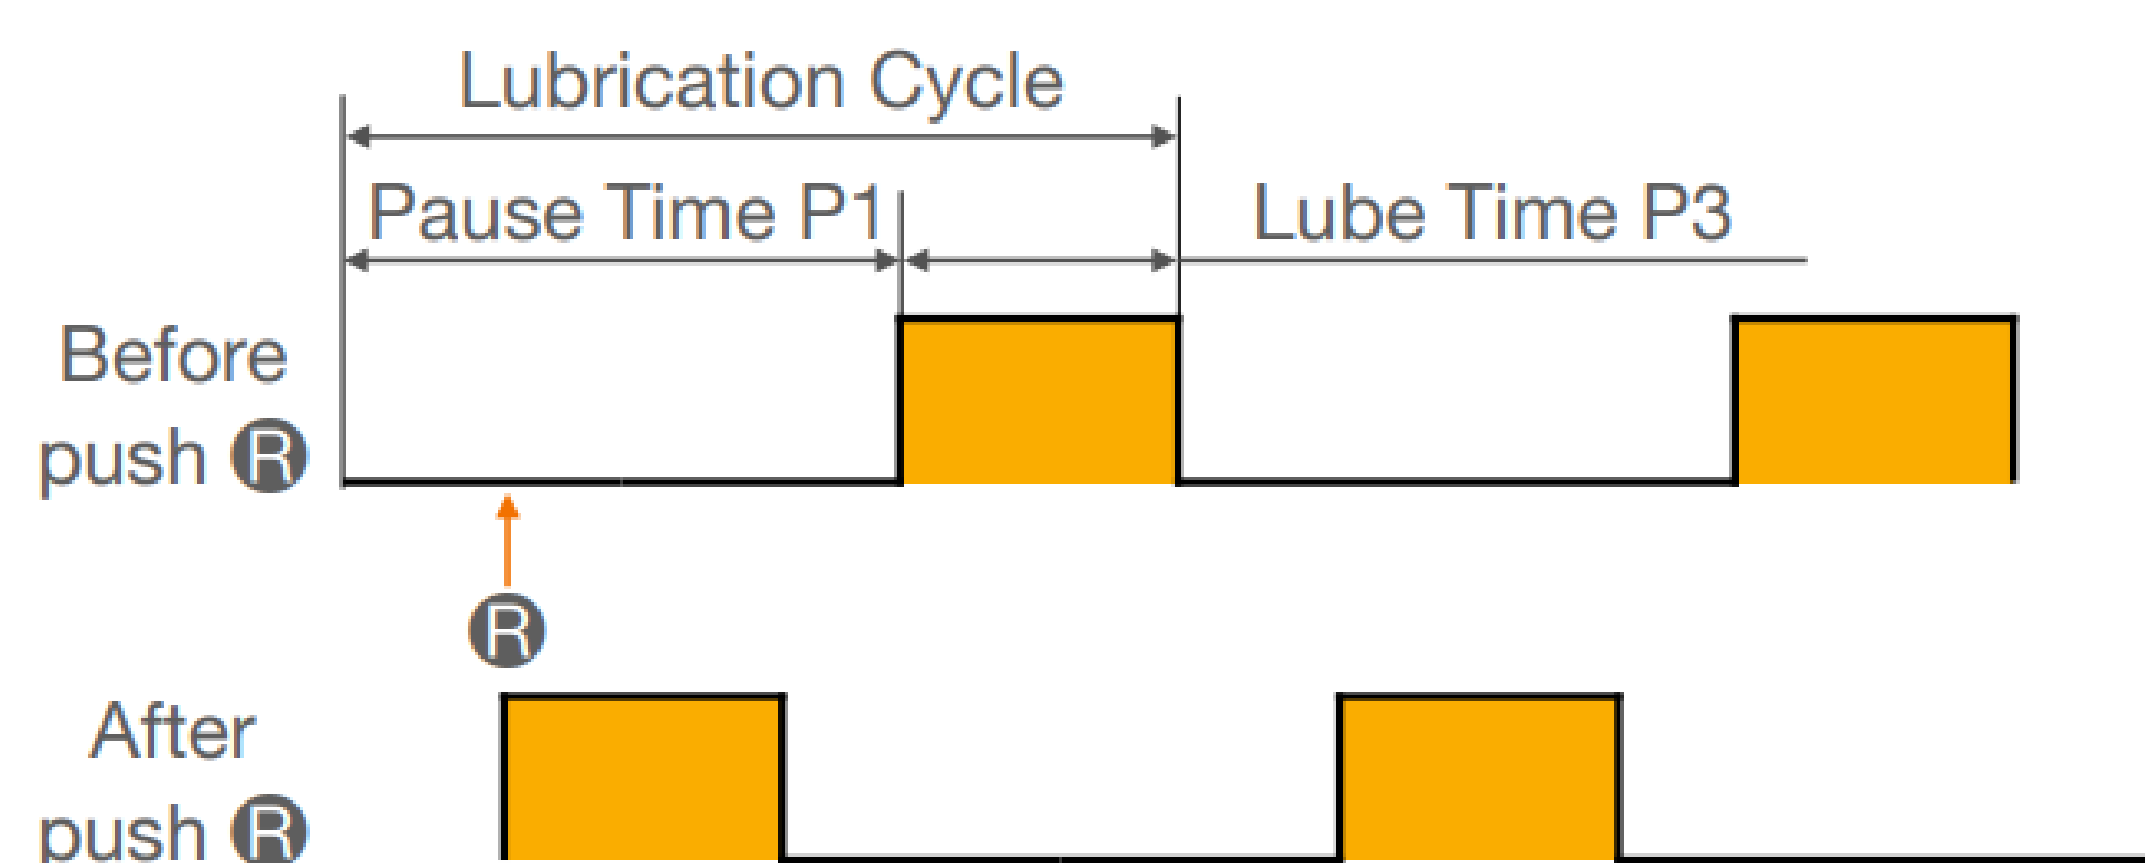 Lubrication Cycle
Pause Time P1
Lube Time P3
Before
push R
R
After
push R